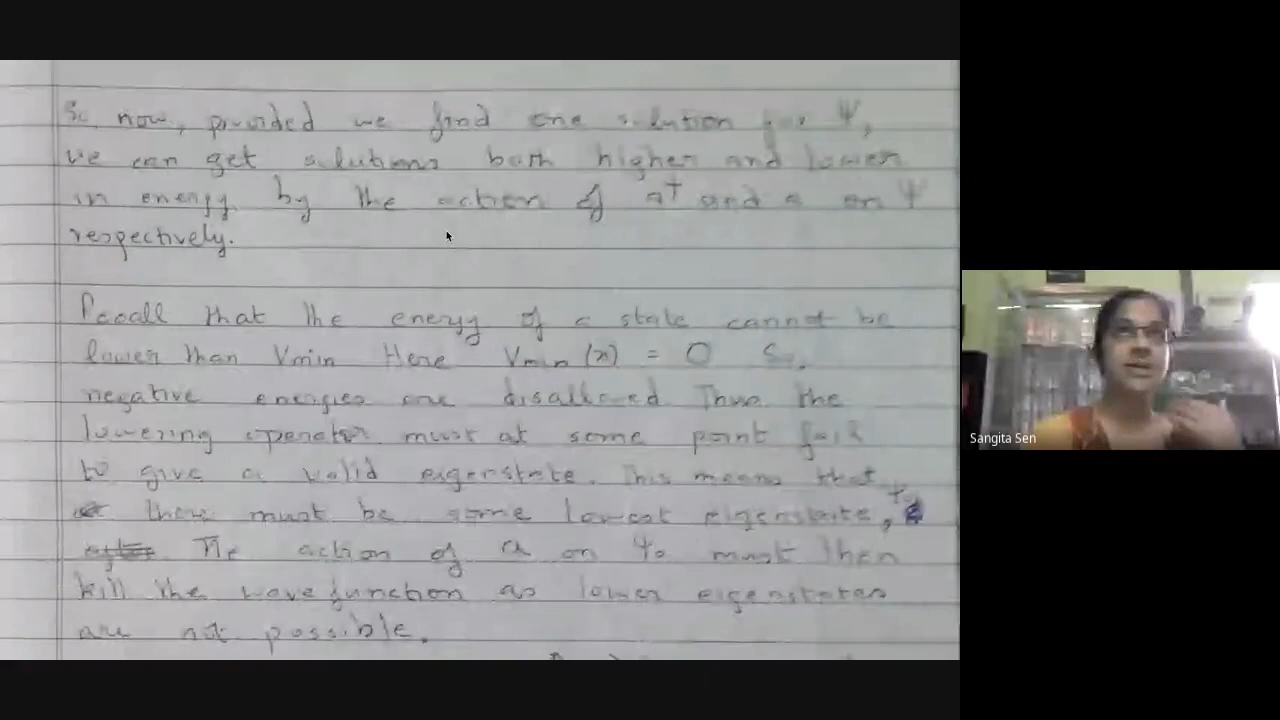 So now, provided we find one solution for Ψ,
we can get solutions both higher and lower
in energy by the action of a† and a on Ψ
respectively.
Recall that the energy of a state cannot be
lower than Vmin Here Vmin(x) = 0 So,
negative energies are disallowed Thus the
lowering operator must at some point fail
to give a valid eigenstate. This means that
there must be some lowest eigenstate, Ψ0
The action of a on Ψ0 must then
kill the wavefunction as lower eigenstates
are not possible.
Sangita Sen